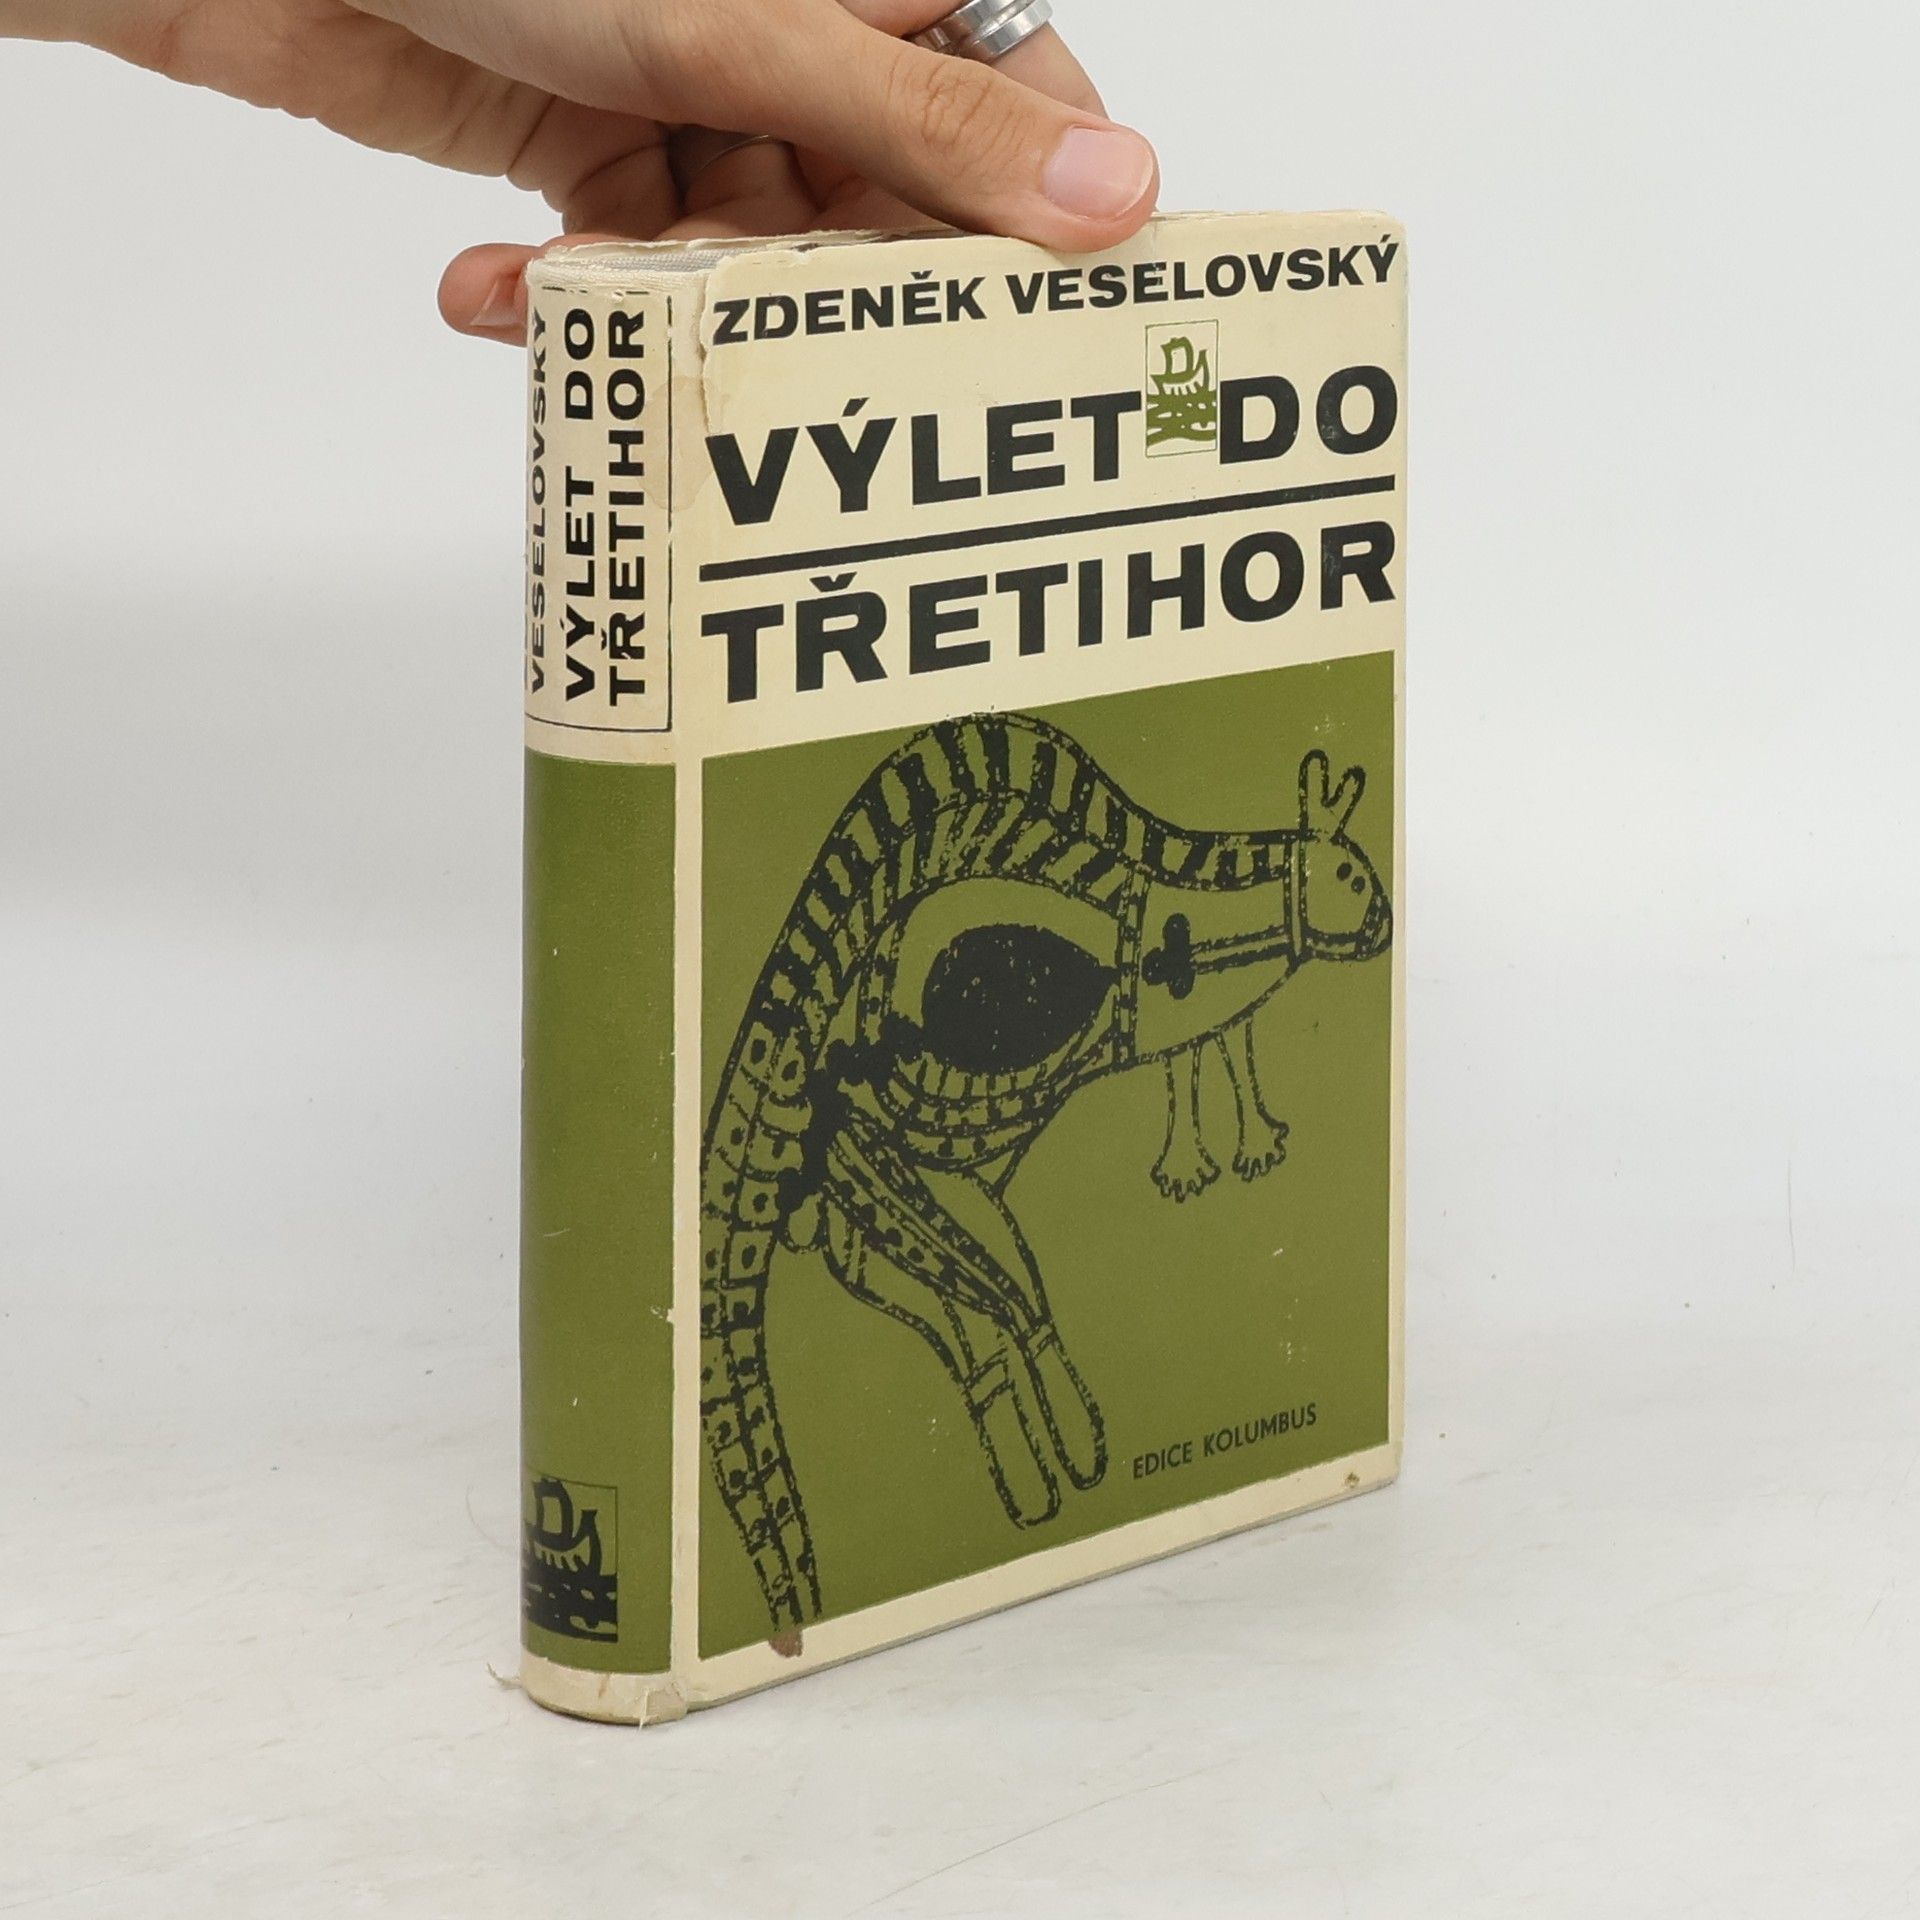 ZDENĚK VESELOVSKÝ
VÝLET DO
TŘETIHOR
EDICE KOLUMBUS
VESELOVSKÝ
VÝLET DO
TŘETIHOR